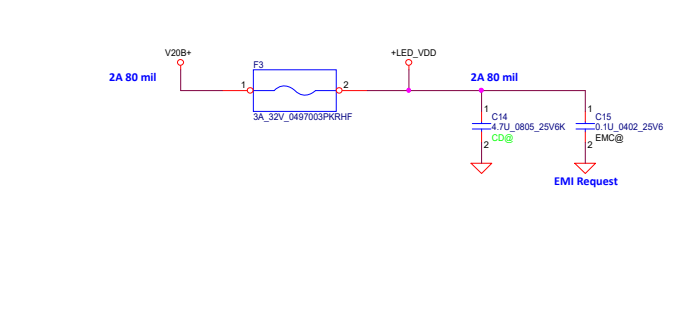 V20B+
+LED_VDD
2A 80 mil
F3
2A 80 mil
1
2
3A_32V_0497003PKRHF
1
C14
4.7U_0805_25V6K
CD@
2
1
C15
0.1U_0402_25V6
EMC@
2
EMI Request